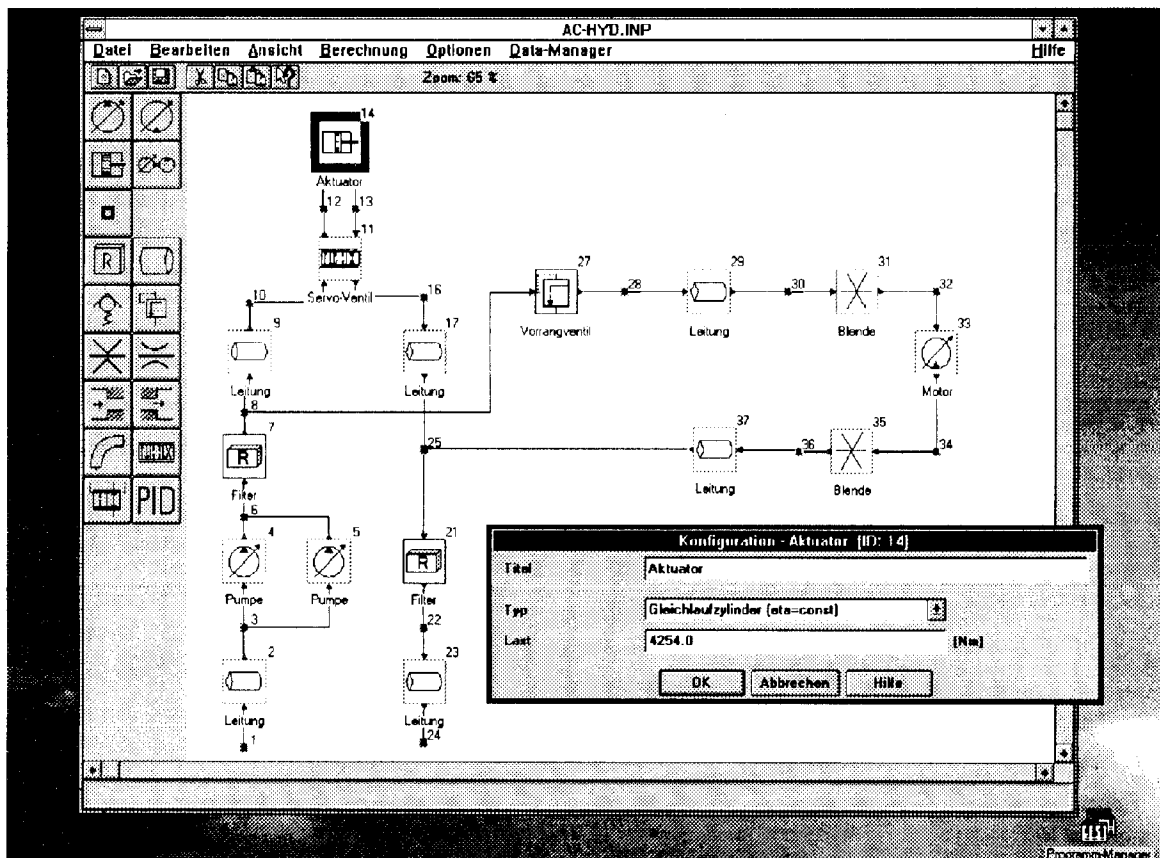 AC-HYD.INP
Datei Bearbeiten Ansicht Berechnung Optionen Data-Manager Hilfe
Zoom: 65 %
14
Aktuator
12 13
11
Servo-Ventil
10 16
9 17
Leitung Leitung
27 29 31
28 30 32
Vorrangventil Leitung Blende
33
Motor
8
7
R
Filter
25 37 36 35 34
Leitung Blende
6
4 5 21
R
Pumpe Pumpe Filter
3 22
2 23
Leitung Leitung
1 24
R
PID
Konfiguration - Aktuator (ID: 14)
Titel Aktuator
Typ Gleichlaufzylinder (eta=const)
Last 4254.0 [Nm]
OK Abbrechen Hilfe
Programm-Manager